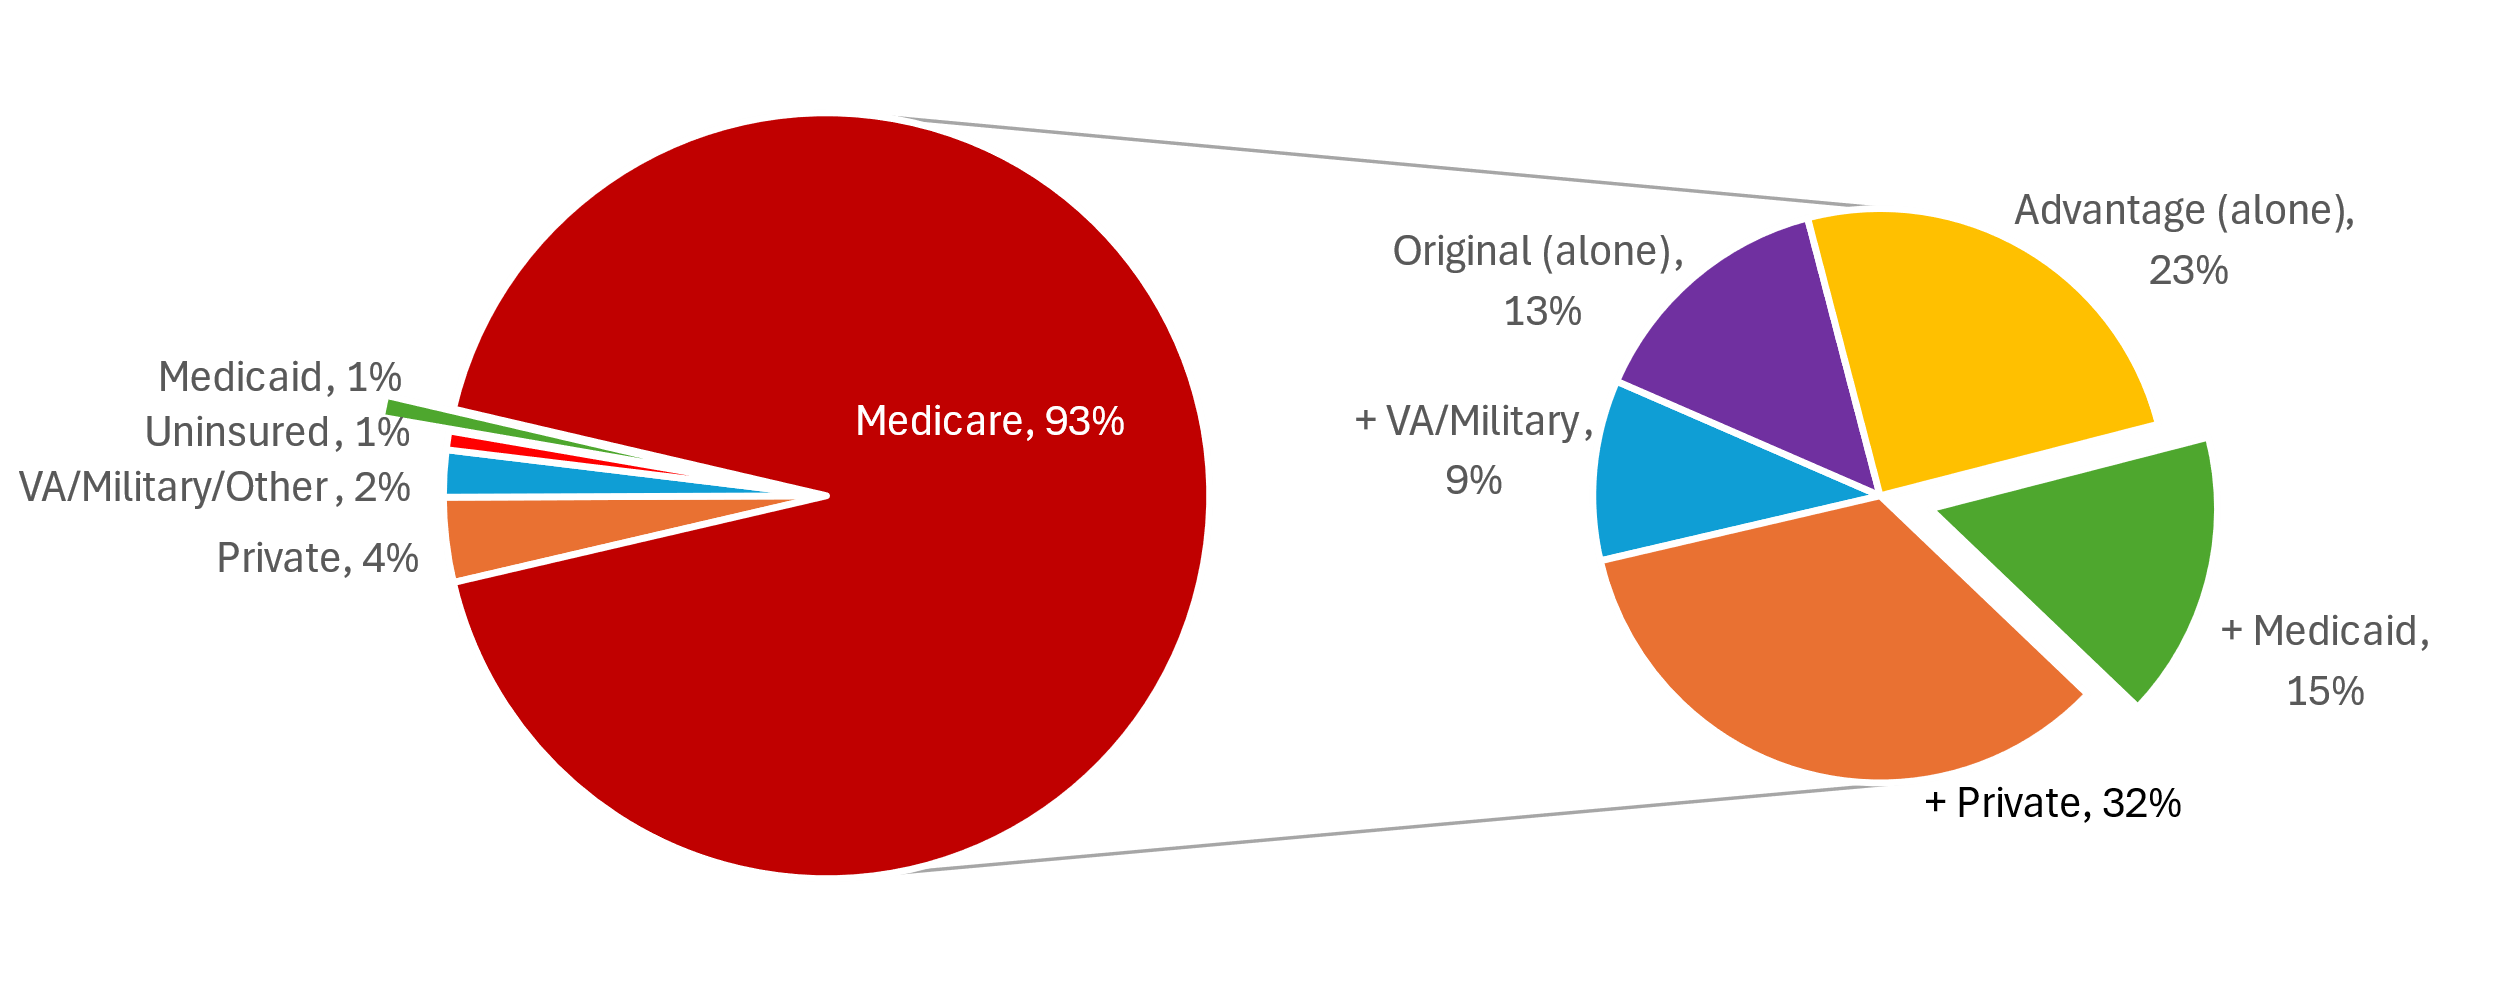 Medicaid, 1%
Uninsured, 1%
VA/Military/Other, 2%
Private, 4%
Medicare, 93%
Original (alone),
13%
+ VA/Military,
9%
Advantage (alone),
23%
+ Medicaid,
15%
+ Private, 32%